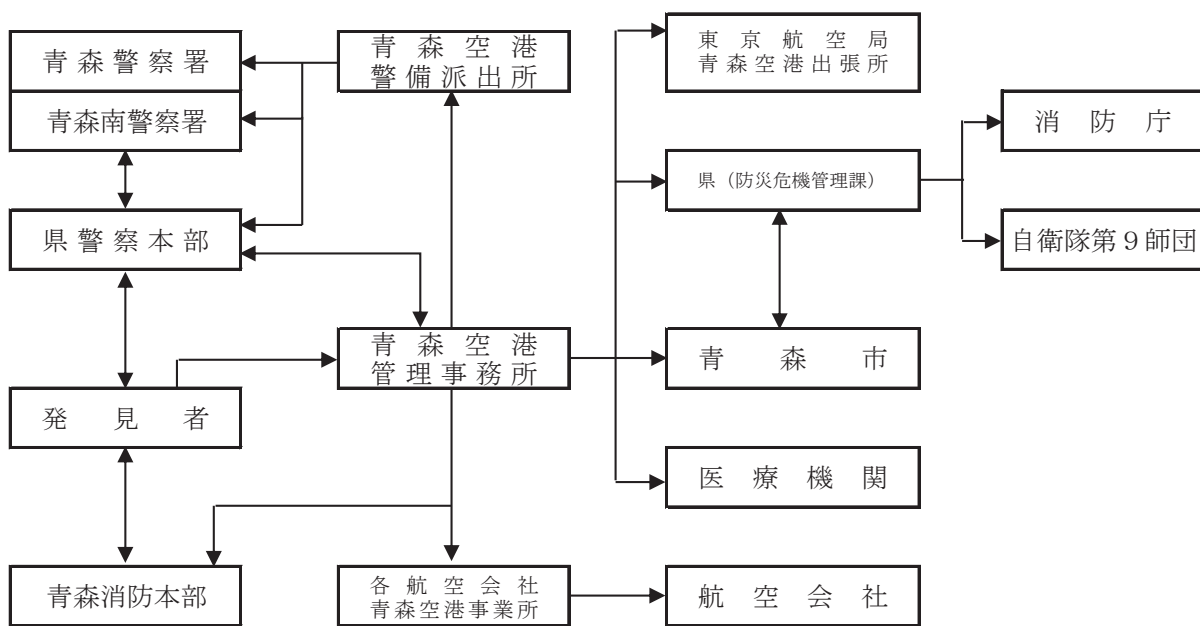 青森警察署
青森南警察署
県警察本部
発見者
青森消防本部
青森空港
警備派出所
青森空港
管理事務所
各航空会社
青森空港事業所
東京航空局
青森空港出張所
県（防災危機管理課）
青森市
医療機関
航空会社
消防庁
自衛隊第９師団